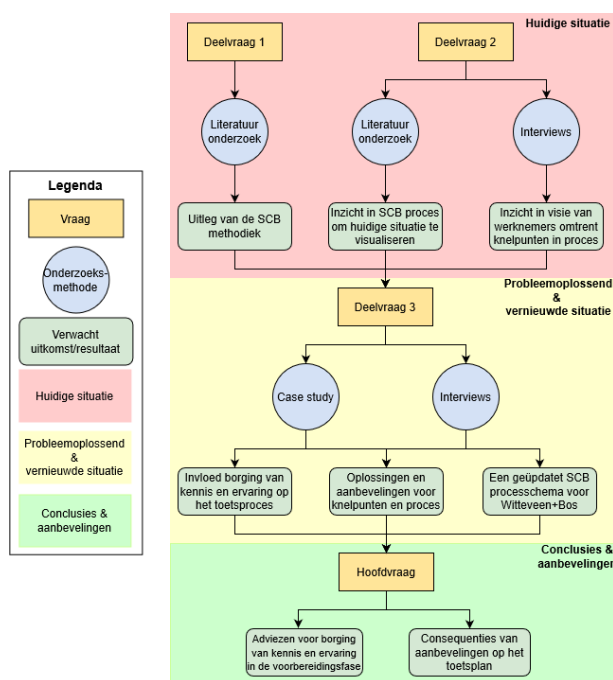 Huidige situatie
Deelvraag 1
Deelvraag 2
Literatuur
onderzoek
Literatuur
onderzoek
Interviews
Uitleg van de SCB
methodiek
Inzicht in SCB proces
om huidige situatie te
visualiseren
Inzicht in visie van
werknemers omtrent
knelpunten in proces
Legenda
Vraag
Onderzoeks-
methode
Verwacht
uitkomst/resultaat
Huidige situatie
Probleemoplossend
&
vernieuwde situatie
Conclusies &
aanbevelingen
Probleemoplossend
&
vernieuwde situatie
Deelvraag 3
Case study
Interviews
Invloed borging van
kennis en ervaring op
het toetsproces
Oplossingen en
aanbevelingen voor
knelpunten en proces
Een geüpdatet SCB
processchema voor
Witteveen+Bos
Conclusies &
aanbevelingen
Hoofdvraag
Adviezen voor borging
van kennis en ervaring
in de voorbereidingsfase
Consequenties van
aanbevelingen op het
toetsplan